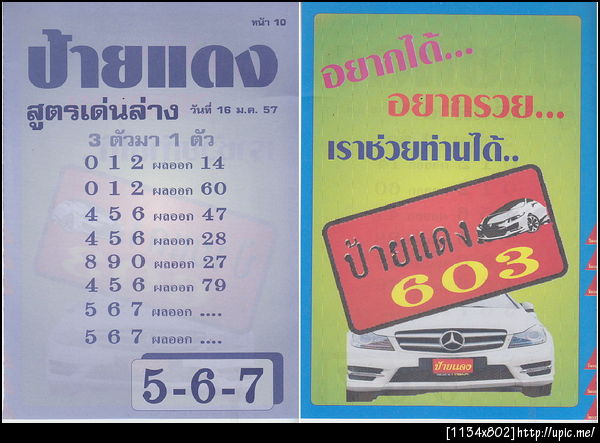 หน้า 10
ป้ายแดง
สูตรเด่นล่าง วันที่ 16 ม.ค. 57
3 ตัวมา 1 ตัว
0 1 2 ผลออก 14
0 1 2 ผลออก 60
4 5 6 ผลออก 47
4 5 6 ผลออก 28
8 9 0 ผลออก 27
4 5 6 ผลออก 79
5 6 7 ผลออก ....
5 6 7 ผลออก ....
5-6-7
อยากได้...
อยากรวย...
เราช่วยท่านได้..
ป้ายแดง
603
ป้ายแดง
[1134x802]http://upic.me/